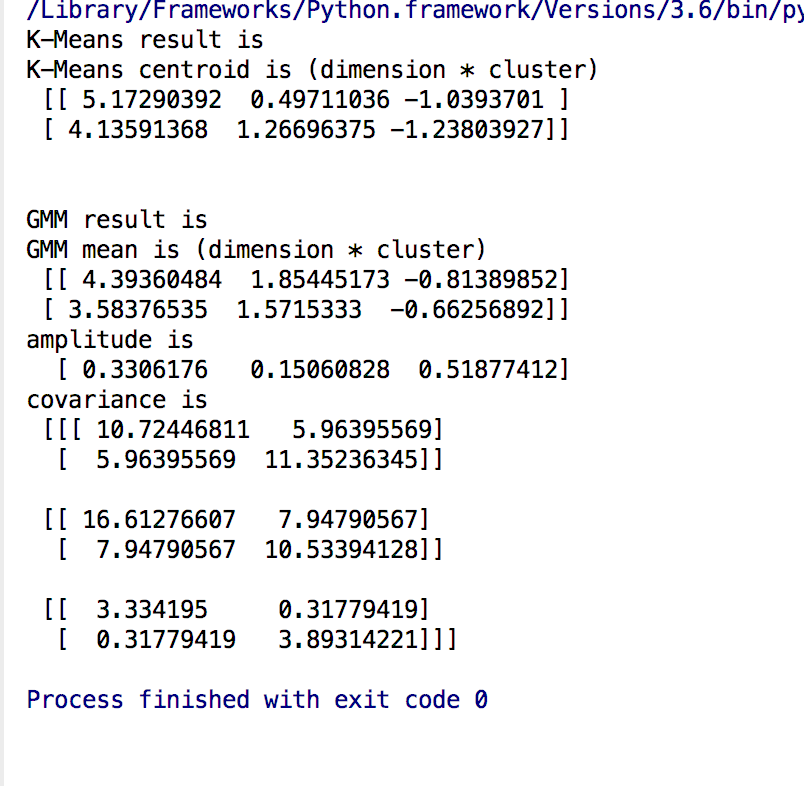 /Library/Frameworks/Python.framework/Versions/3.6/bin/py
K-Means result is
K-Means centroid is (dimension * cluster)
[[ 5.17290392 0.49711036 -1.0393701 ]
[ 4.13591368 1.26696375 -1.23803927]]
GMM result is
GMM mean is (dimension * cluster)
[[ 4.39360484 1.85445173 -0.81389852]
[ 3.58376535 1.5715333 -0.66256892]]
amplitude is
[ 0.3306176 0.15060828 0.51877412]
covariance is
[[[ 10.72446811 5.96395569]
[ 5.96395569 11.35236345]]
[[ 16.61276607 7.94790567]
[ 7.94790567 10.53394128]]
[[ 3.334195 0.31779419]
[ 0.31779419 3.89314221]]]
Process finished with exit code 0